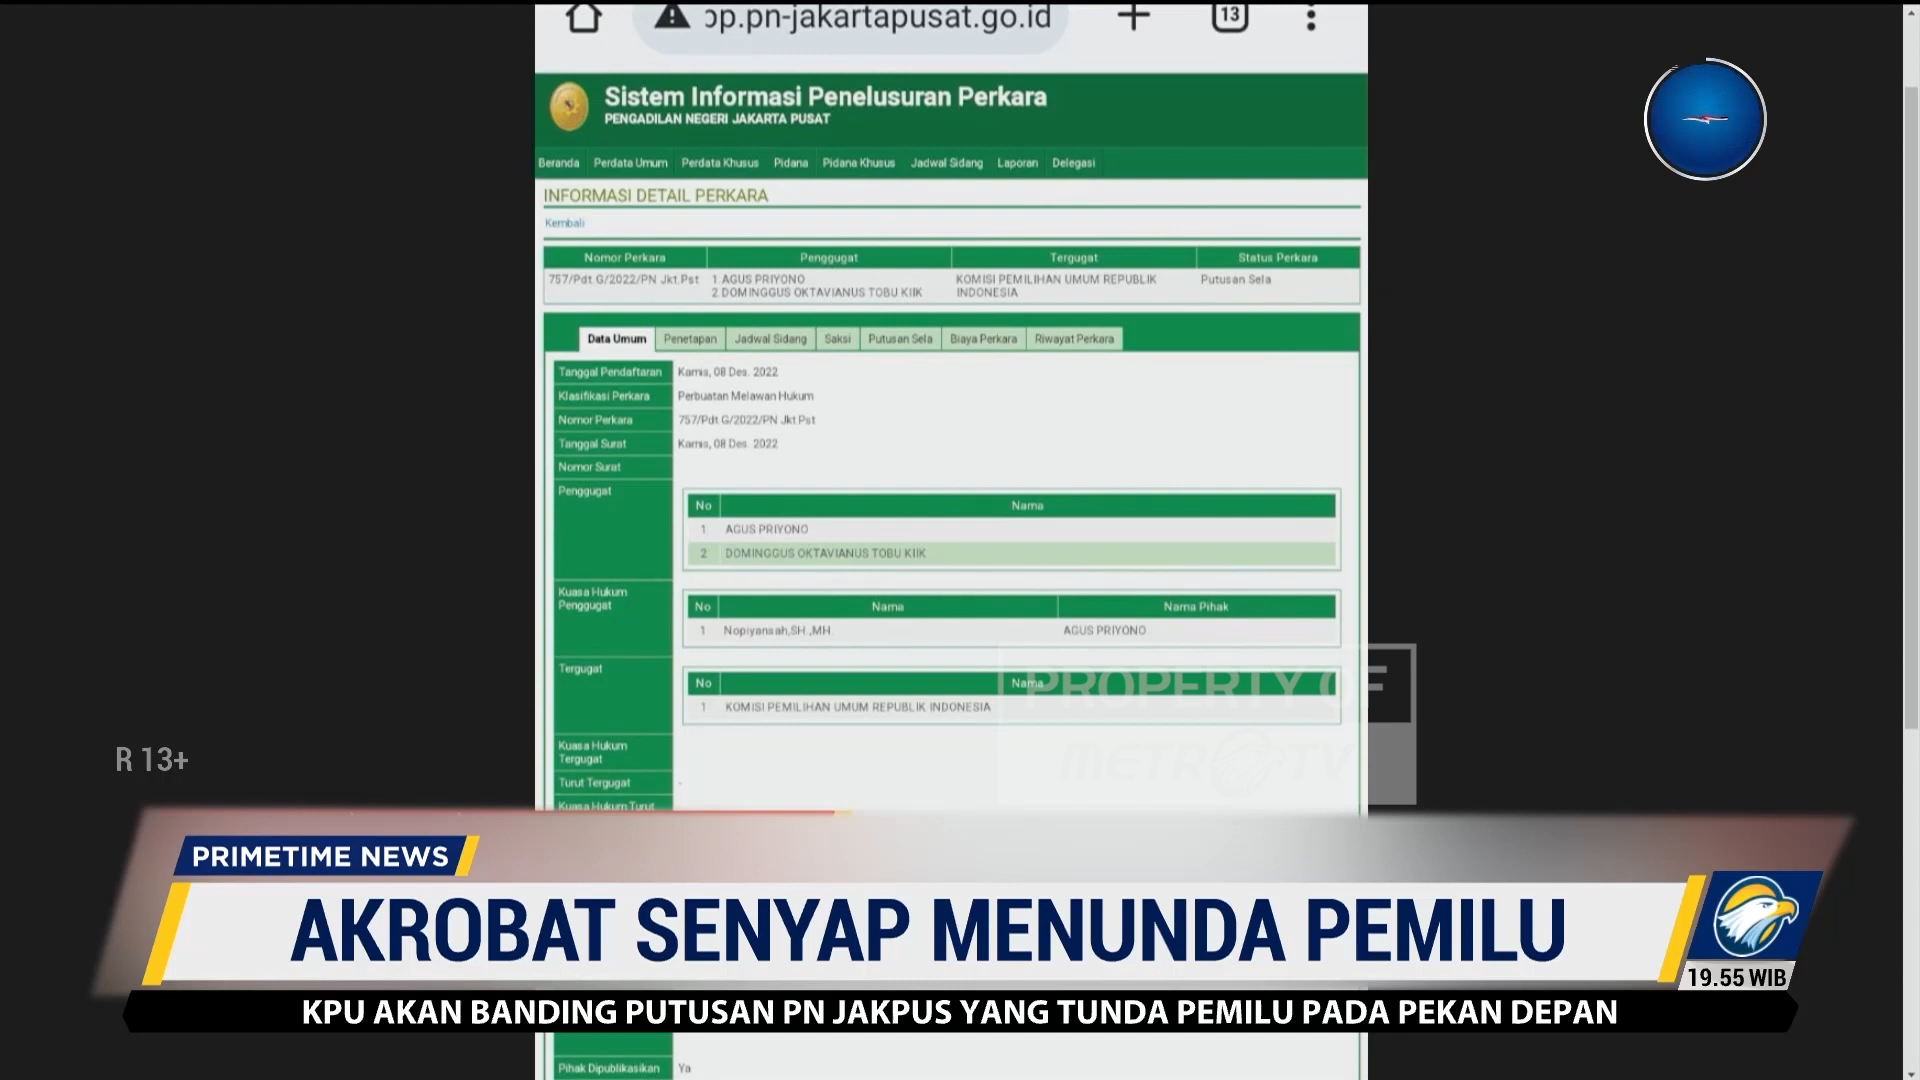 op.pn-jakartapusat.go.id
13
Sistem Informasi Penelusuran Perkara
PENGADILAN NEGERI JAKARTA PUSAT
Beranda Perdata Umum Perdata Khusus Pidana Pidana Khusus Jadwal Sidang Laporan Delegasi
INFORMASI DETAIL PERKARA
Kembali
Nomor Perkara Penggugat Tergugat Status Perkara
757/Pdt.G/2022/PN Jkt.Pst 1.AGUS PRIYONO KOMISI PEMILIHAN UMUM REPUBLIK Putusan Sela
2.DOMINGGUS OKTAVIANUS TOBU KIIK INDONESIA
Data Umum Penetapan Jadwal Sidang Saksi Putusan Sela Biaya Perkara Riwayat Perkara
Tanggal Pendaftaran Kamis, 08 Des. 2022
Klasifikasi Perkara Perbuatan Melawan Hukum
Nomor Perkara 757/Pdt.G/2022/PN Jkt.Pst
Tanggal Surat Kamis, 08 Des. 2022
Nomor Surat
Penggugat
No Nama
1 AGUS PRIYONO
2 DOMINGGUS OKTAVIANUS TOBU KIIK
Kuasa Hukum
Penggugat
No Nama Nama Pihak
1 Nopiyansah,SH.,MH. AGUS PRIYONO
Tergugat
No Nama
1 KOMISI PEMILIHAN UMUM REPUBLIK INDONESIA
PROPERTY OF
METRO TV
Kuasa Hukum
Tergugat
Turut Tergugat -
Kuasa Hukum Turut
R 13+
PRIMETIME NEWS
AKROBAT SENYAP MENUNDA PEMILU
19.55 WIB
KPU AKAN BANDING PUTUSAN PN JAKPUS YANG TUNDA PEMILU PADA PEKAN DEPAN
Pihak Dipublikasikan Ya